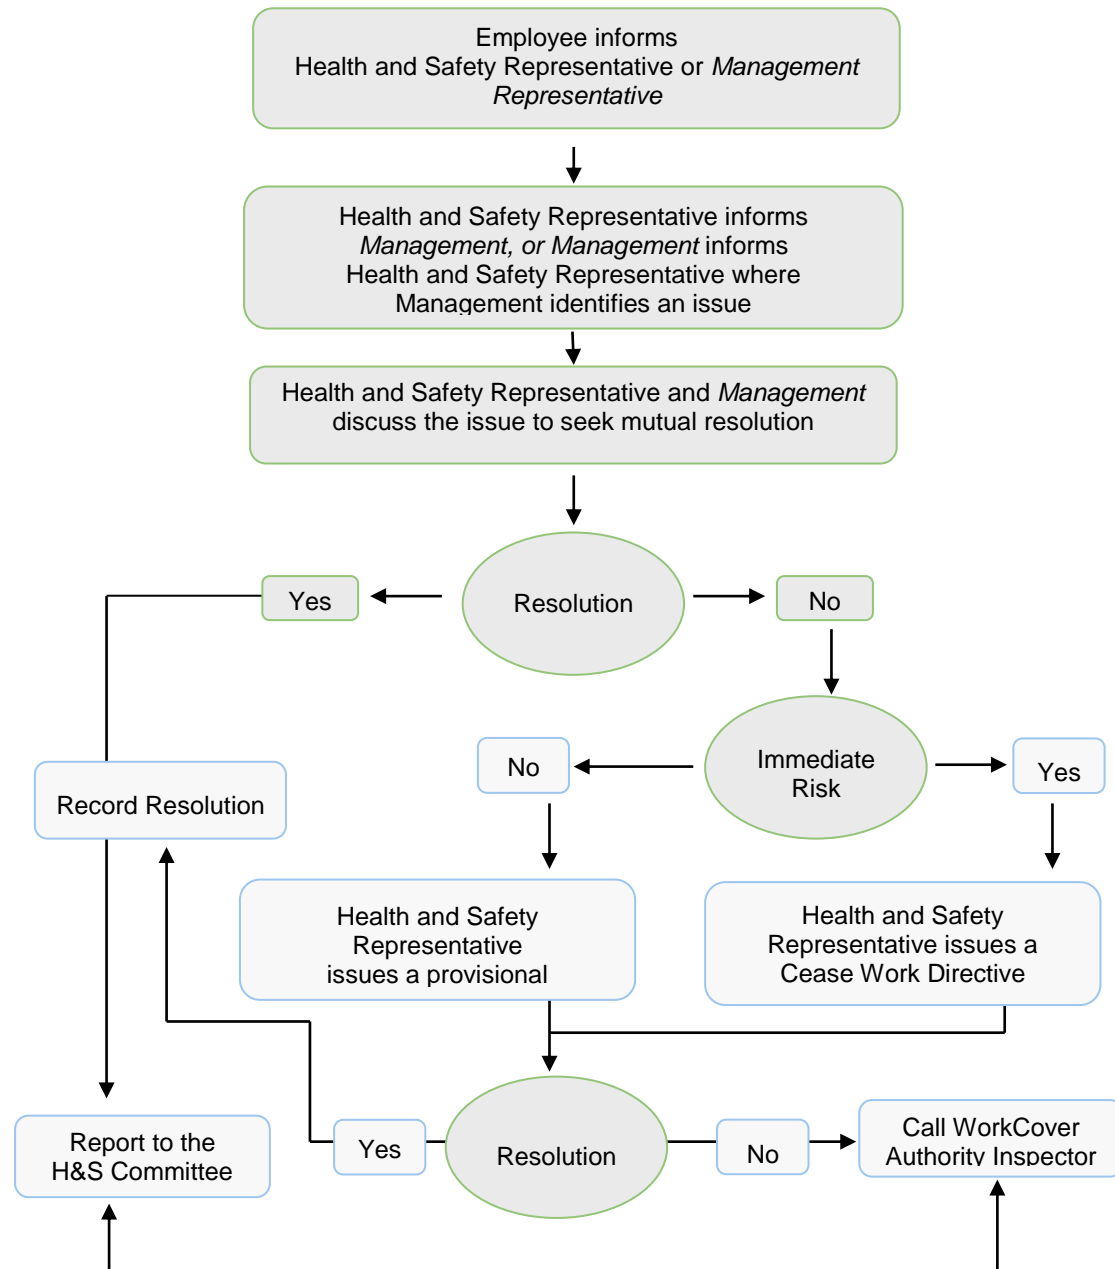 Employee informs
Health and Safety Representative or Management
Representative
Health and Safety Representative informs
Management, or Management informs
Health and Safety Representative where
Management identifies an issue
Health and Safety Representative and Management
discuss the issue to seek mutual resolution
Yes
Resolution
No
No
Immediate
Risk
Yes
Record Resolution
Health and Safety
Representative
issues a provisional
Health and Safety
Representative issues a
Cease Work Directive
Report to the
H&S Committee
Yes
Resolution
No
Call WorkCover
Authority Inspector